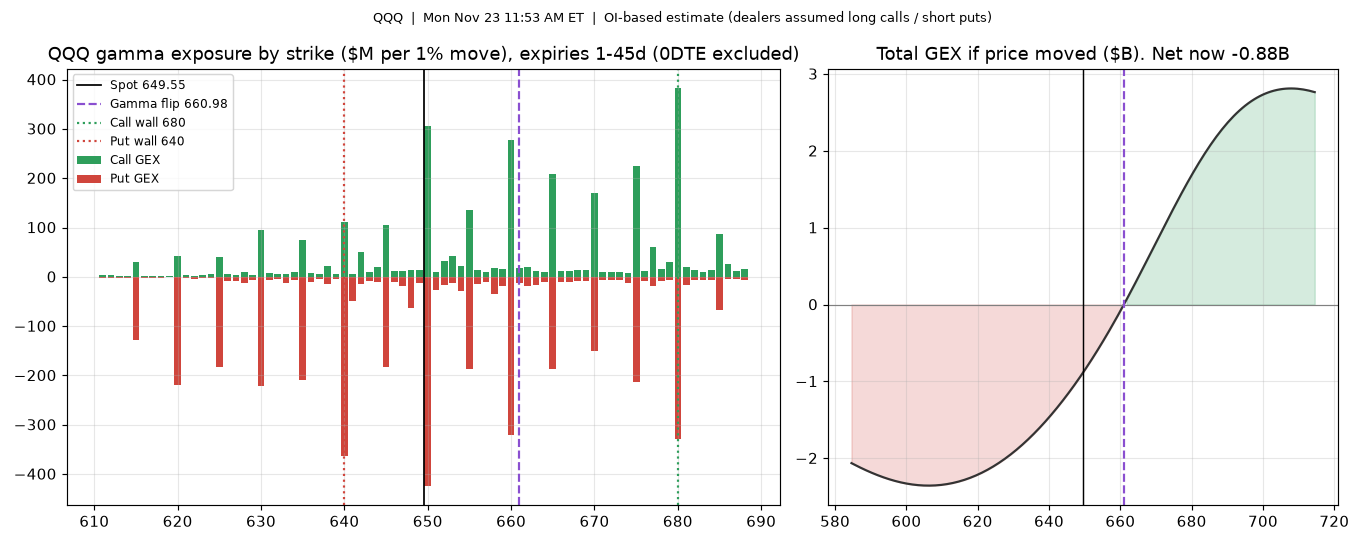 QQQ | Mon Nov 23 11:53 AM ET | OI-based estimate (dealers assumed long calls / short puts)
QQQ gamma exposure by strike ($M per 1% move), expiries 1-45d (0DTE excluded)
Spot 649.55
Gamma flip 660.98
Call wall 680
Put wall 640
Call GEX
Put GEX
400
300
200
100
0
−100
−200
−300
−400
610 620 630 640 650 660 670 680 690
Total GEX if price moved ($B). Net now -0.88B
3
2
1
0
−1
−2
580 600 620 640 660 680 700 720